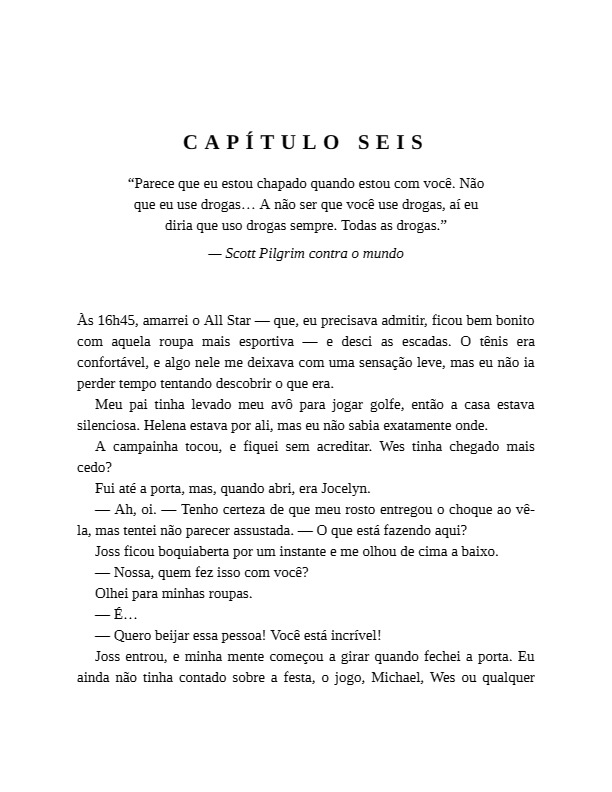 CAPÍTULO SEIS
“Parece que eu estou chapado quando estou com você. Não
que eu use drogas… A não ser que você use drogas, aí eu
diria que uso drogas sempre. Todas as drogas.”
— Scott Pilgrim contra o mundo
Às 16h45, amarrei o All Star — que, eu precisava admitir, ficou bem bonito
com aquela roupa mais esportiva — e desci as escadas. O tênis era
confortável, e algo nele me deixava com uma sensação leve, mas eu não ia
perder tempo tentando descobrir o que era.
Meu pai tinha levado meu avô para jogar golfe, então a casa estava
silenciosa. Helena estava por ali, mas eu não sabia exatamente onde.
A campainha tocou, e fiquei sem acreditar. Wes tinha chegado mais
cedo?
Fui até a porta, mas, quando abri, era Jocelyn.
— Ah, oi. — Tenho certeza de que meu rosto entregou o choque ao vê-
la, mas tentei não parecer assustada. — O que está fazendo aqui?
Joss ficou boquiaberta por um instante e me olhou de cima a baixo.
— Nossa, quem fez isso com você?
Olhei para minhas roupas.
— É…
— Quero beijar essa pessoa! Você está incrível!
Joss entrou, e minha mente começou a girar quando fechei a porta. Eu
ainda não tinha contado sobre a festa, o jogo, Michael, Wes ou qualquer